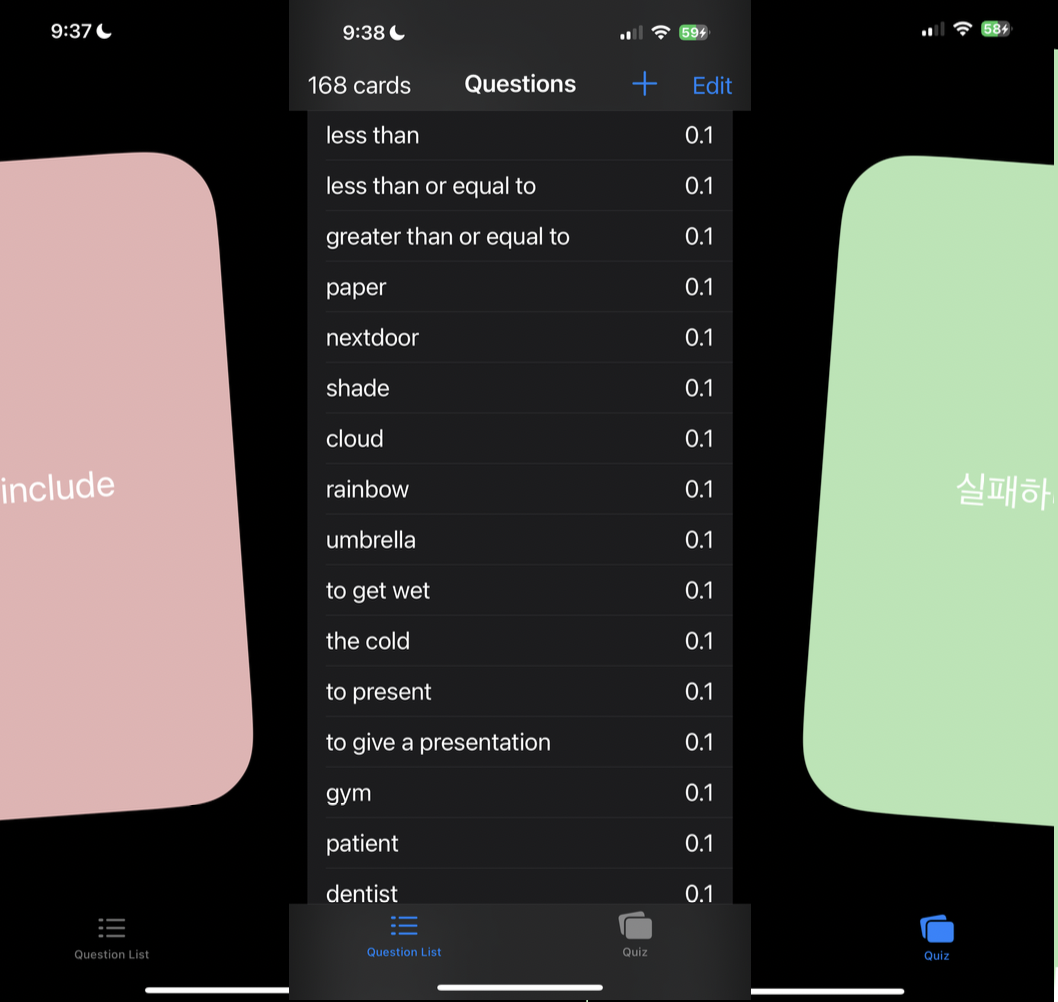 9:37
include
Question List
9:38
59
168 cards
Questions
Edit
less than 0.1
less than or equal to 0.1
greater than or equal to 0.1
paper 0.1
nextdoor 0.1
shade 0.1
cloud 0.1
rainbow 0.1
umbrella 0.1
to get wet 0.1
the cold 0.1
to present 0.1
to give a presentation 0.1
gym 0.1
patient 0.1
dentist 0.1
Question List
Quiz
58
실패하
Quiz